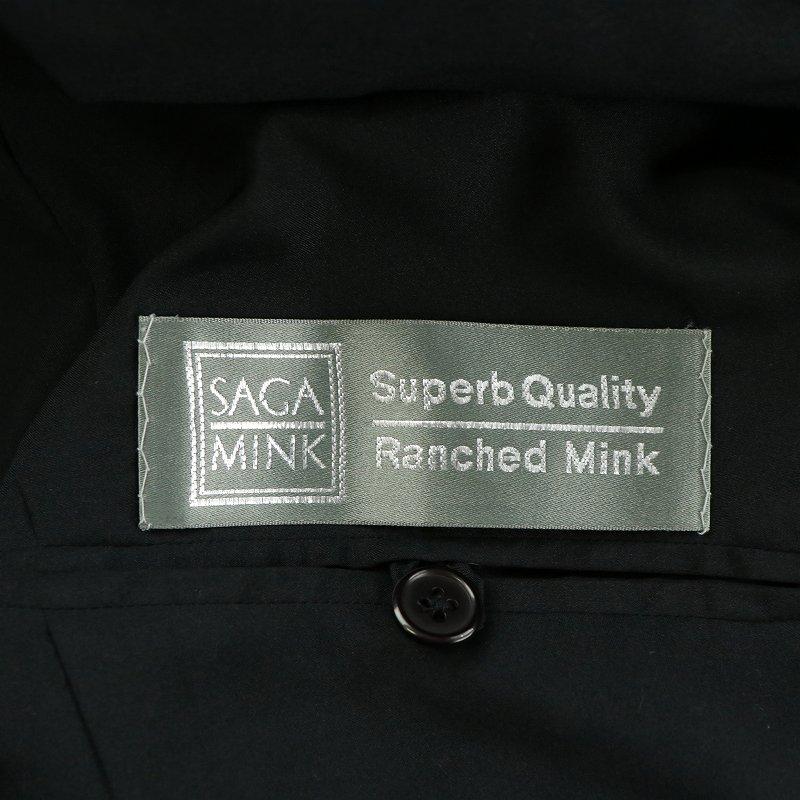 SAGA
MINK
Superb Quality
Ranched Mink